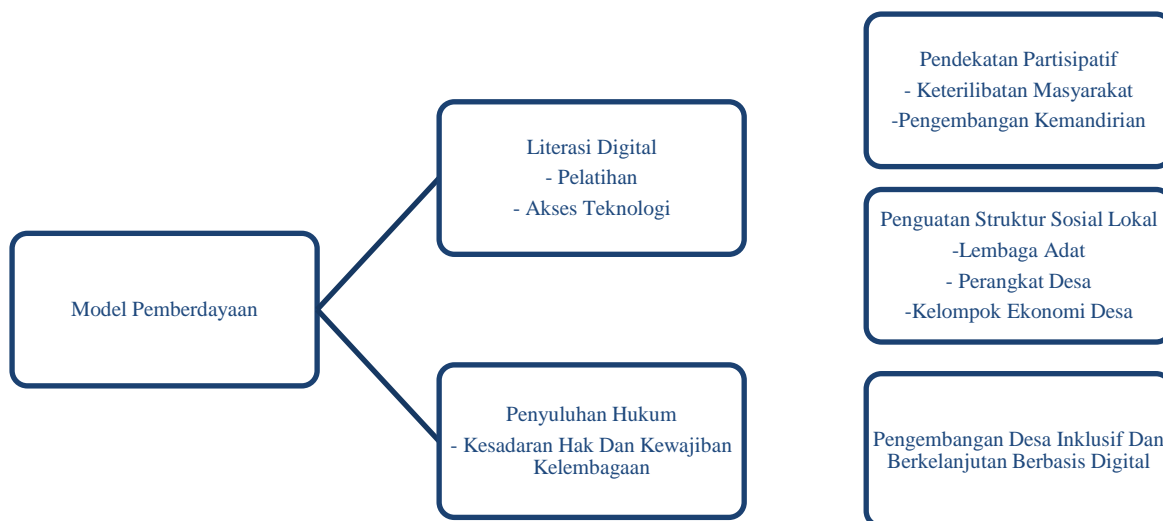 Model Pemberdayaan
Literasi Digital
- Pelatihan
- Akses Teknologi
Penyuluhan Hukum
- Kesadaran Hak Dan Kewajiban
Kelembagaan
Pendekatan Partisipatif
- Keterilibatan Masyarakat
-Pengembangan Kemandirian
Penguatan Struktur Sosial Lokal
-Lembaga Adat
- Perangkat Desa
-Kelompok Ekonomi Desa
Pengembangan Desa Inklusif Dan
Berkelanjutan Berbasis Digital